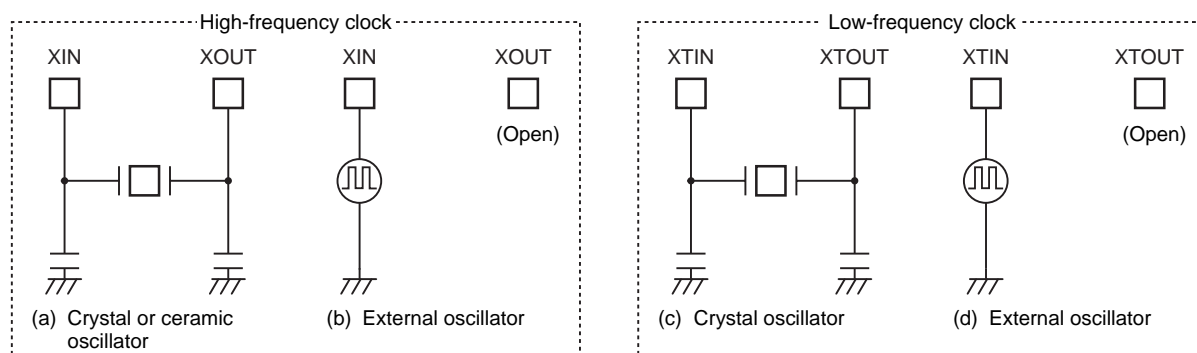 High-frequency clock
XIN XOUT XIN XOUT
(Open)
(a) Crystal or ceramic
oscillator
(b) External oscillator
Low-frequency clock
XTIN XTOUT XTIN XTOUT
(Open)
(c) Crystal oscillator
(d) External oscillator